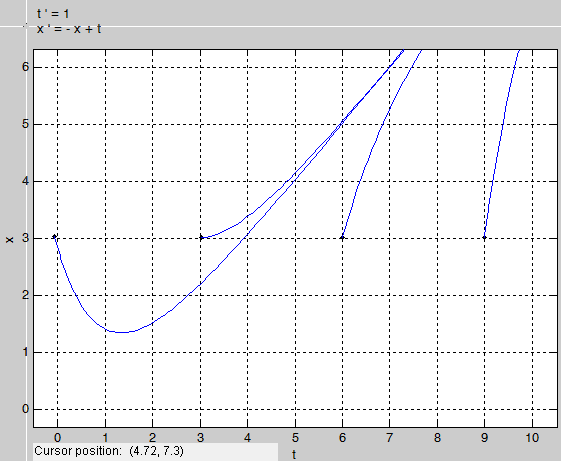 t ' = 1
x ' = - x + t
6
5
4
3
2
1
0
x
0 1 2 3 4 5 6 7 8 9 10
t
Cursor position: (4.72, 7.3)